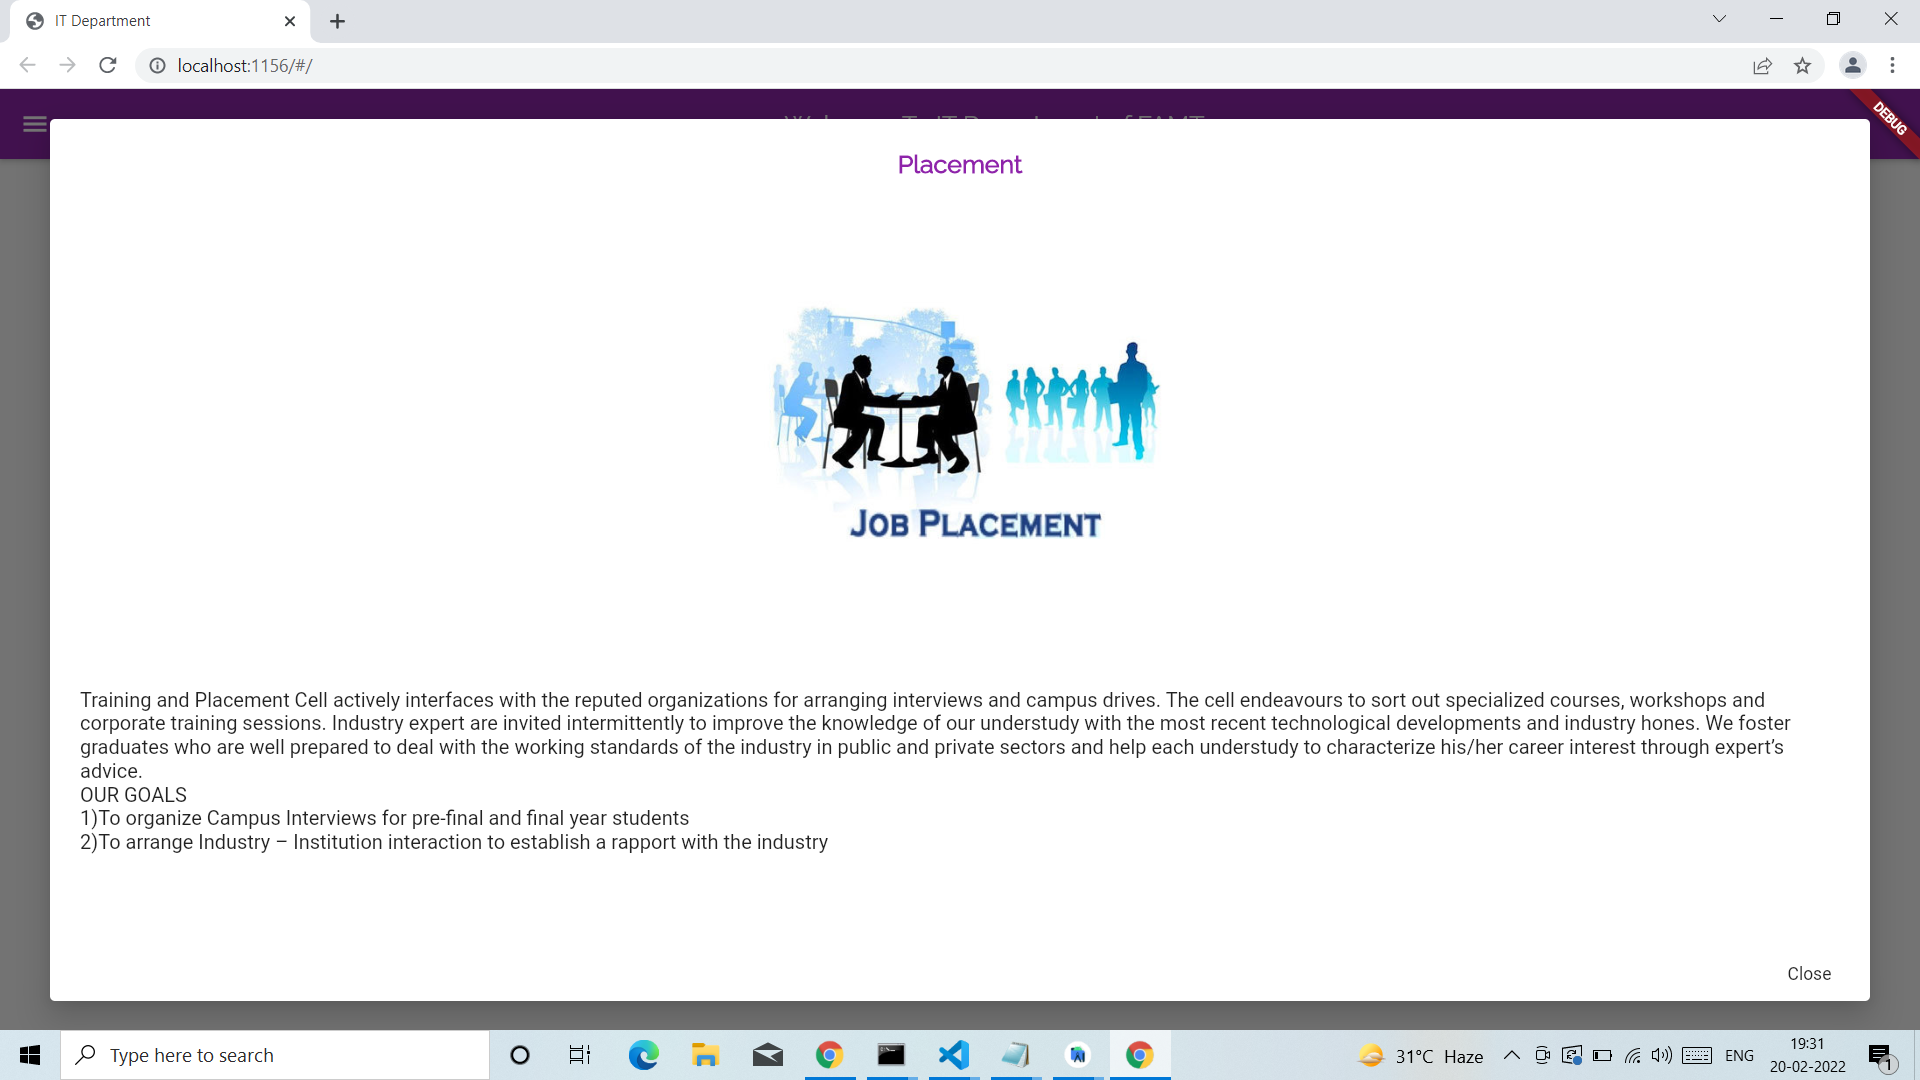 IT Department
localhost:1156/#/
DEBUG
Placement
JOB PLACEMENT
Training and Placement Cell actively interfaces with the reputed organizations for arranging interviews and campus drives. The cell endeavours to sort out specialized courses, workshops and
corporate training sessions. Industry expert are invited intermittently to improve the knowledge of our understudy with the most recent technological developments and industry hones. We foster
graduates who are well prepared to deal with the working standards of the industry in public and private sectors and help each understudy to characterize his/her career interest through expert’s
advice.
OUR GOALS
1)To organize Campus Interviews for pre-final and final year students
2)To arrange Industry – Institution interaction to establish a rapport with the industry
Close
Type here to search
31°C Haze
ENG
19:31
20-02-2022
1